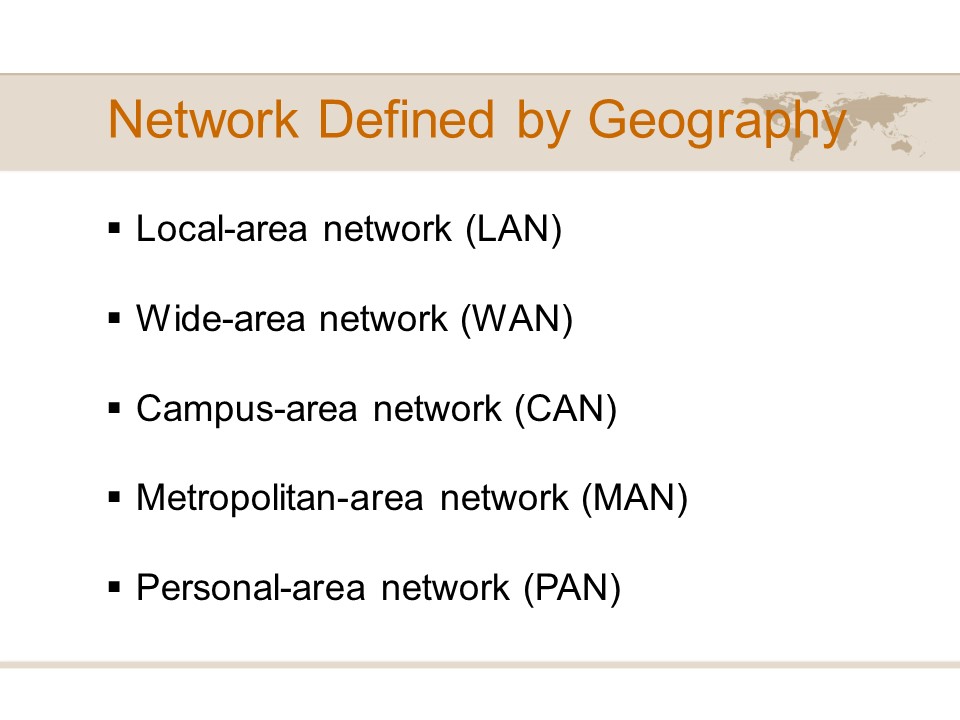 Network Defined by Geography
▪ Local-area network (LAN)
▪ Wide-area network (WAN)
▪ Campus-area network (CAN)
▪ Metropolitan-area network (MAN)
▪ Personal-area network (PAN)